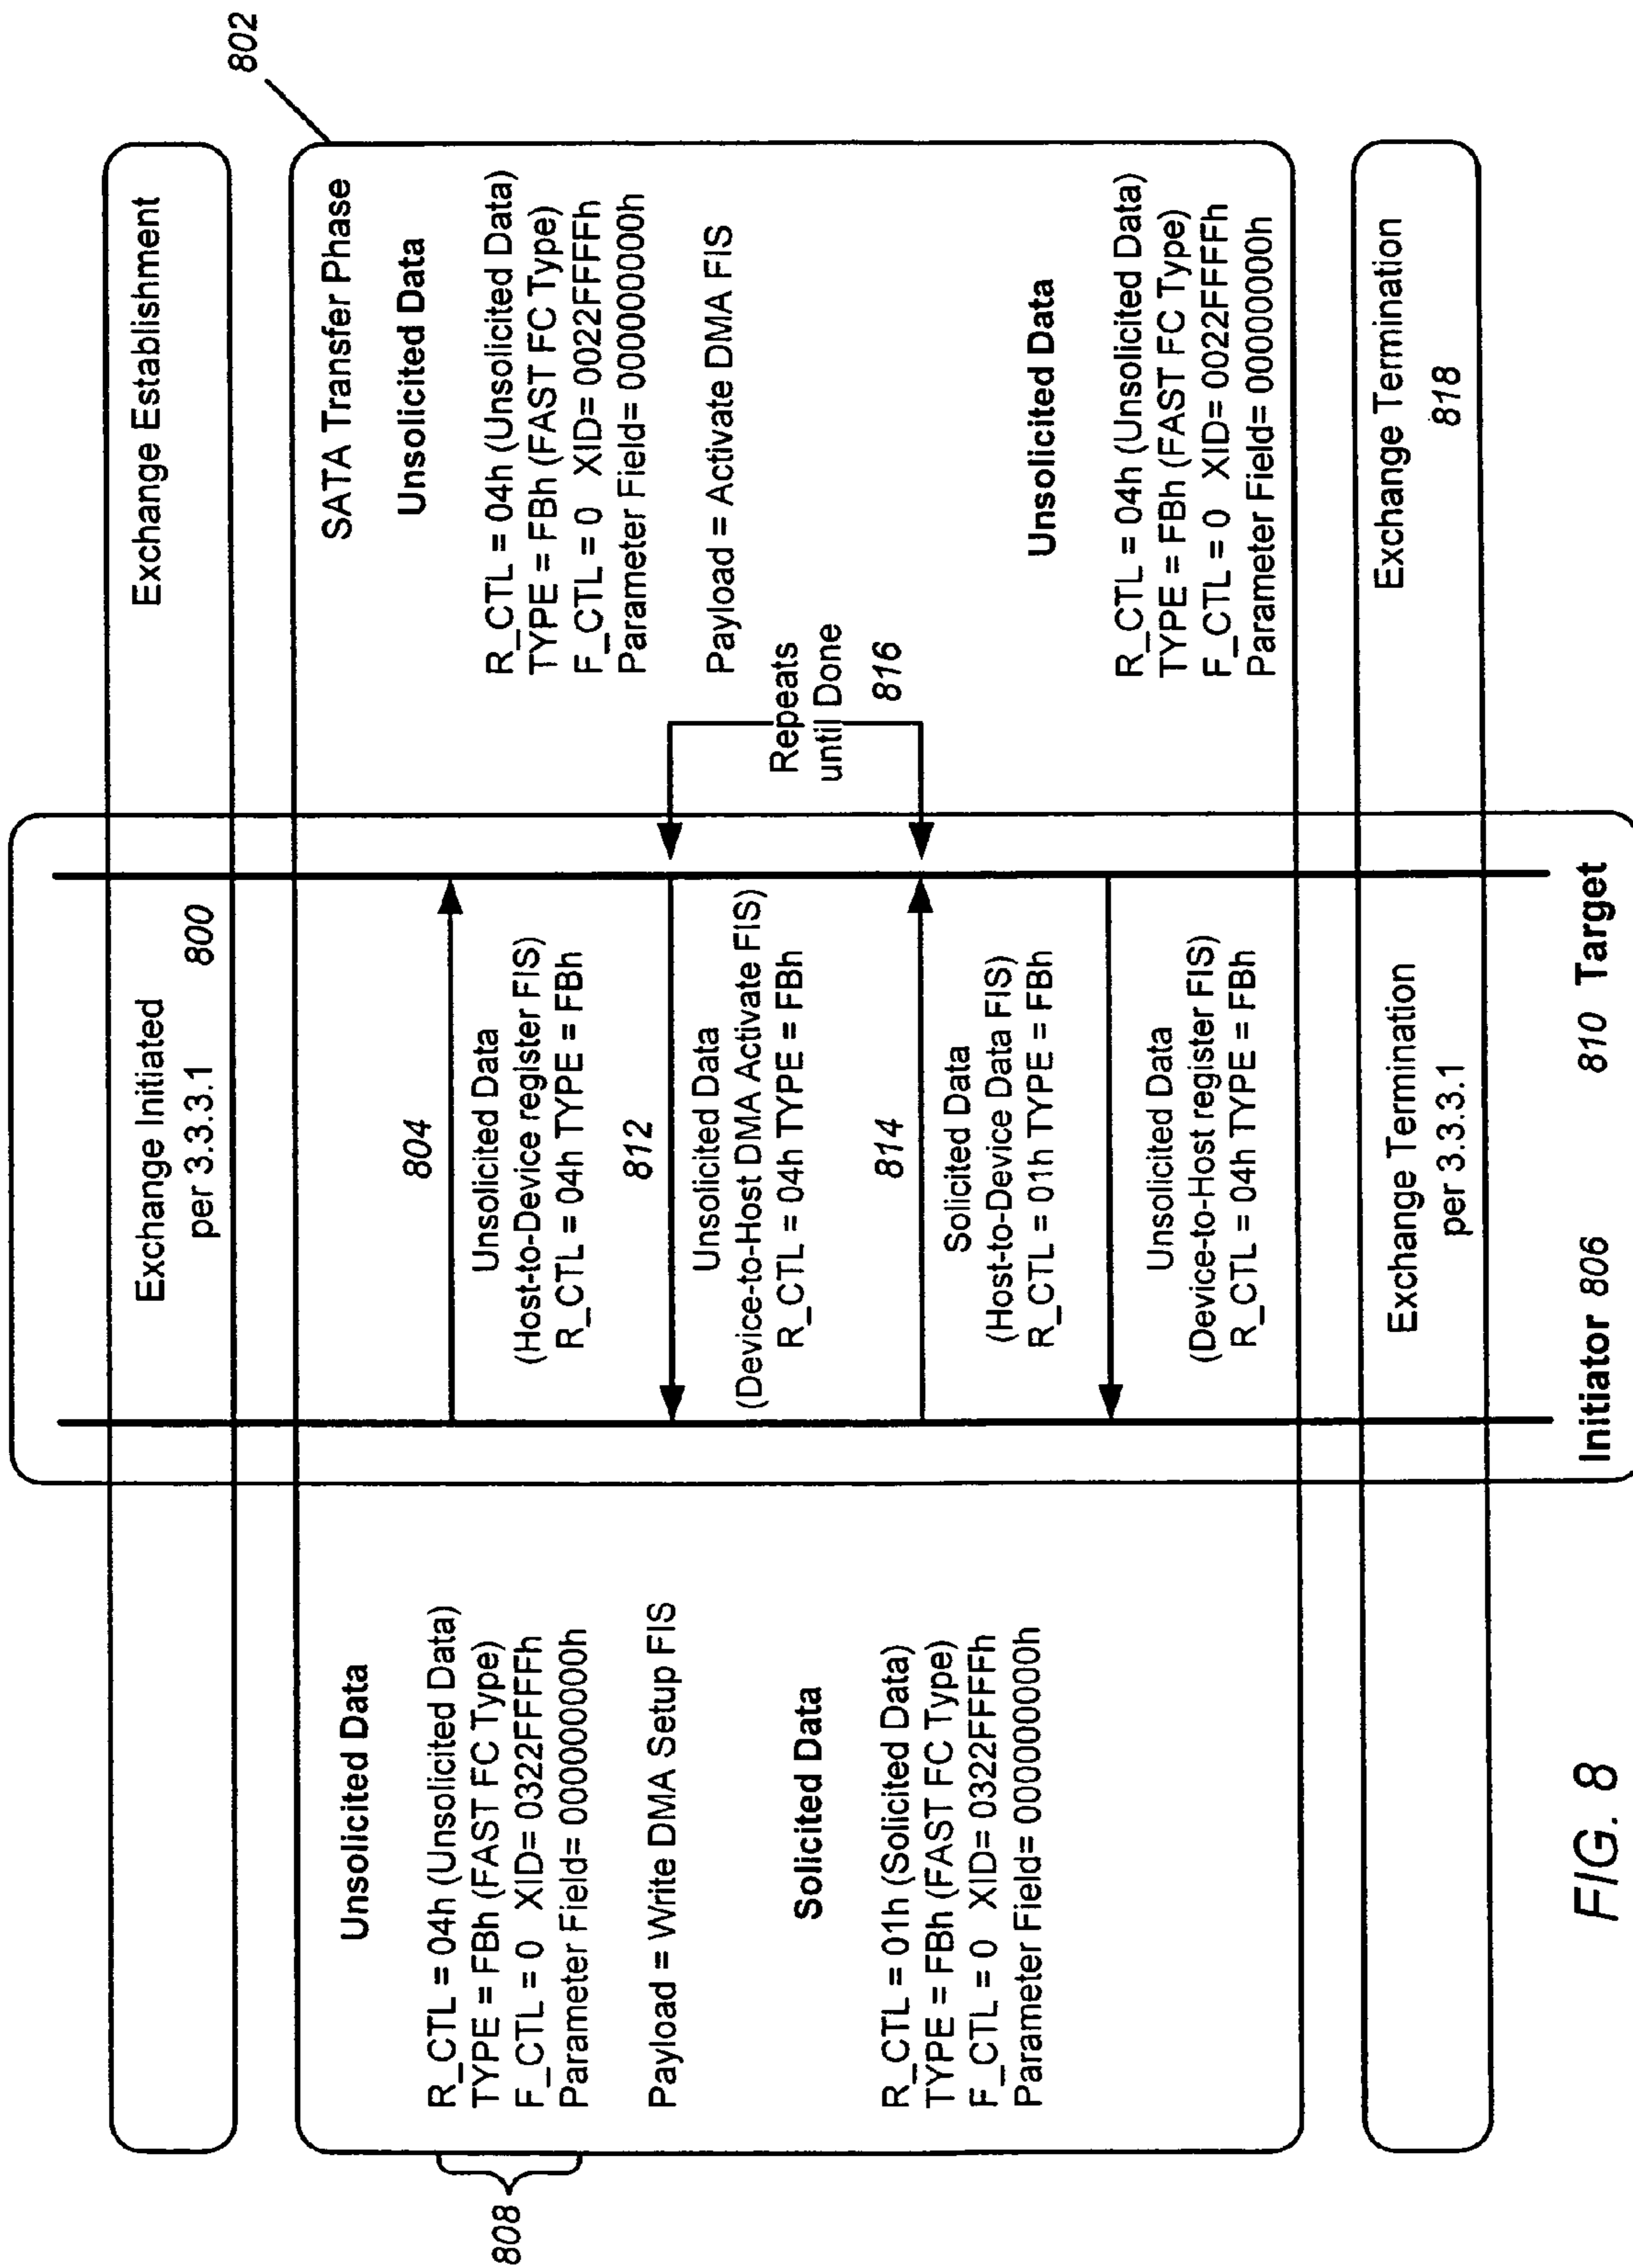 Exchange Initiated
per 3.3.3.1
800
Exchange Establishment
802
SATA Transfer Phase
Unsolicited Data
R_CTL = 04h (Unsolicited Data)
TYPE = FBh (FAST FC Type)
F_CTL = 0 XID= 0322FFFFh
Parameter Field= 00000000h
808
Payload = Write DMA Setup FIS
Solicited Data
R_CTL = 01h (Solicited Data)
TYPE = FBh (FAST FC Type)
F_CTL = 0 XID= 0322FFFFh
Parameter Field= 00000000h
804
Unsolicited Data
(Host-to-Device register FIS)
R_CTL = 04h TYPE = FBh
812
Unsolicited Data
(Device-to-Host DMA Activate FIS)
R_CTL = 04h TYPE = FBh
814
Solicited Data
(Host-to-Device Data FIS)
R_CTL = 01h TYPE = FBh
Unsolicited Data
(Device-to-Host register FIS)
R_CTL = 04h TYPE = FBh
Unsolicited Data
R_CTL = 04h (Unsolicited Data)
TYPE = FBh (FAST FC Type)
F_CTL = 0 XID= 0022FFFFh
Parameter Field= 00000000h
Payload = Activate DMA FIS
Repeats
until Done
816
Unsolicited Data
R_CTL = 04h (Unsolicited Data)
TYPE = FBh (FAST FC Type)
F_CTL = 0 XID= 0022FFFFh
Parameter Field= 00000000h
Exchange Termination
per 3.3.3.1
Exchange Termination
818
Initiator 806
810 Target
FIG. 8